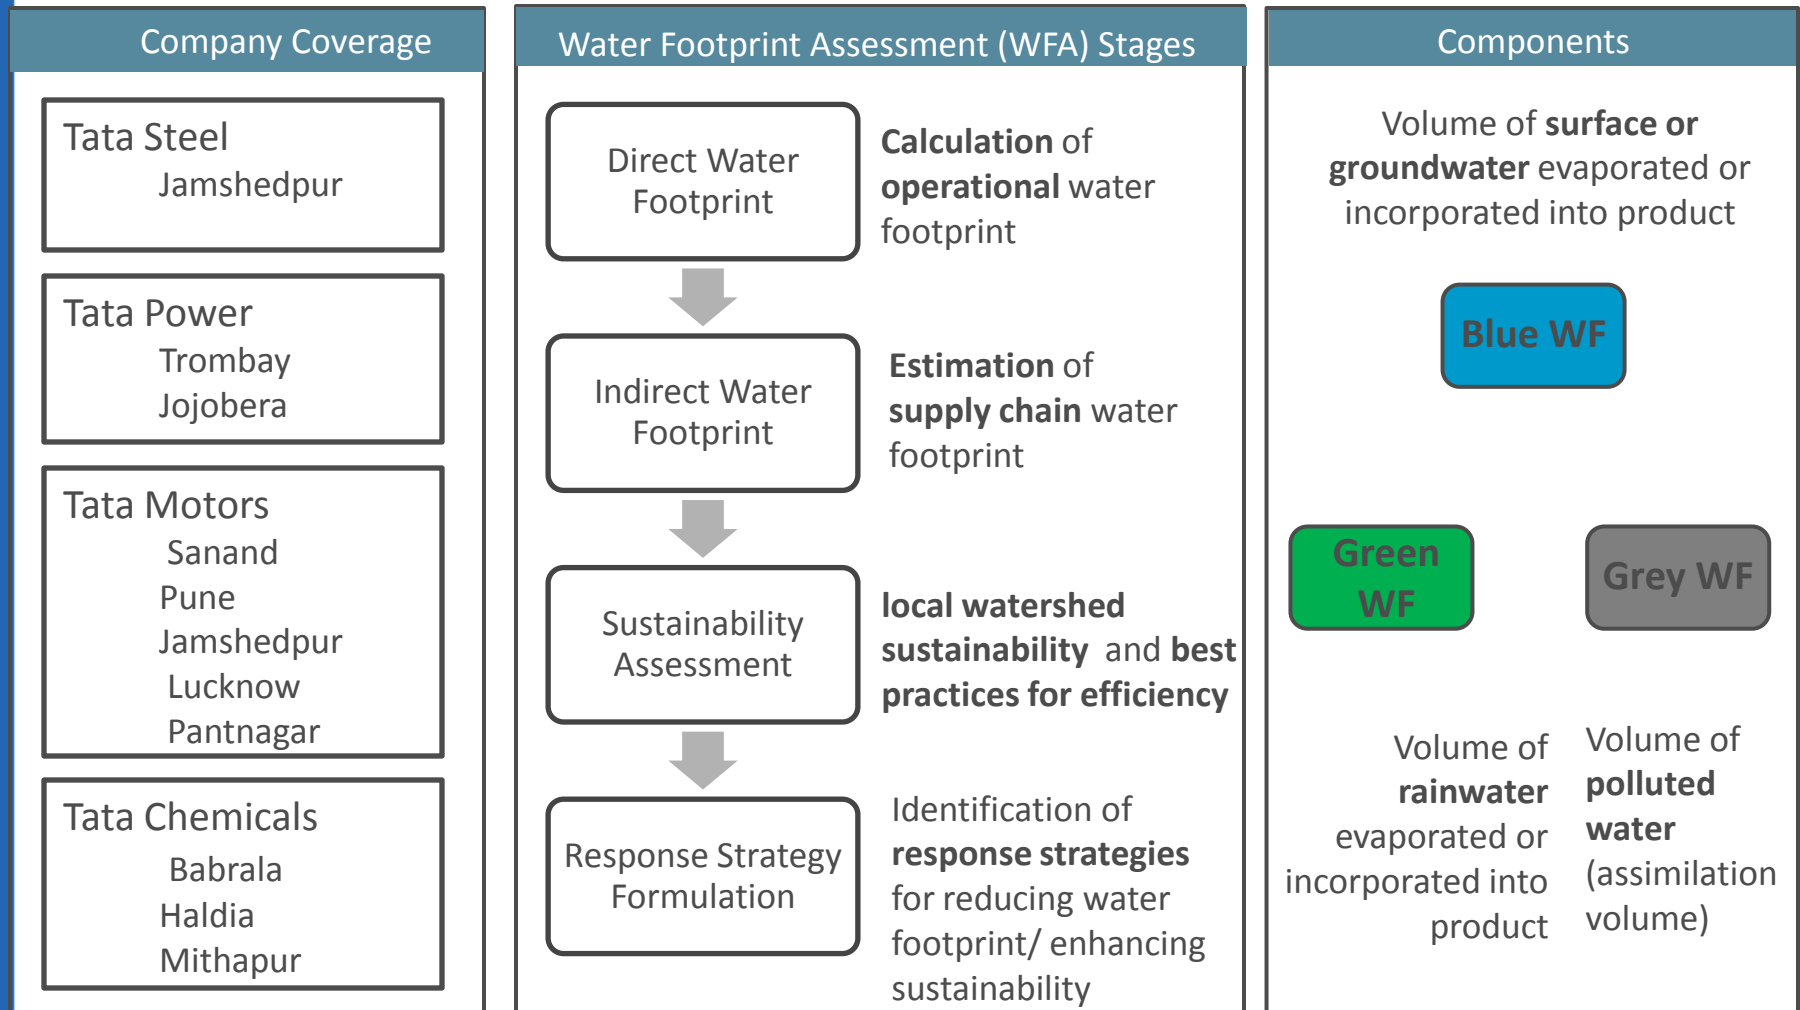 Company Coverage
Tata Steel
Jamshedpur
Tata Power
Trombay
Jojobera
Tata Motors
Sanand
Pune
Jamshedpur
Lucknow
Pantnagar
Tata Chemicals
Babrala
Haldia
Mithapur
Water Footprint Assessment (WFA) Stages
Direct Water
Footprint
Calculation of
operational water
footprint
Indirect Water
Footprint
Estimation of
supply chain water
footprint
Sustainability
Assessment
local watershed
sustainability and best
practices for efficiency
Response Strategy
Formulation
Identification of
response strategies
for reducing water
footprint/ enhancing
sustainability
Components
Volume of surface or
groundwater evaporated or
incorporated into product
Blue WF
Green
WF
Grey WF
Volume of
rainwater
evaporated or
incorporated into
product
Volume of
polluted
water
(assimilation
volume)